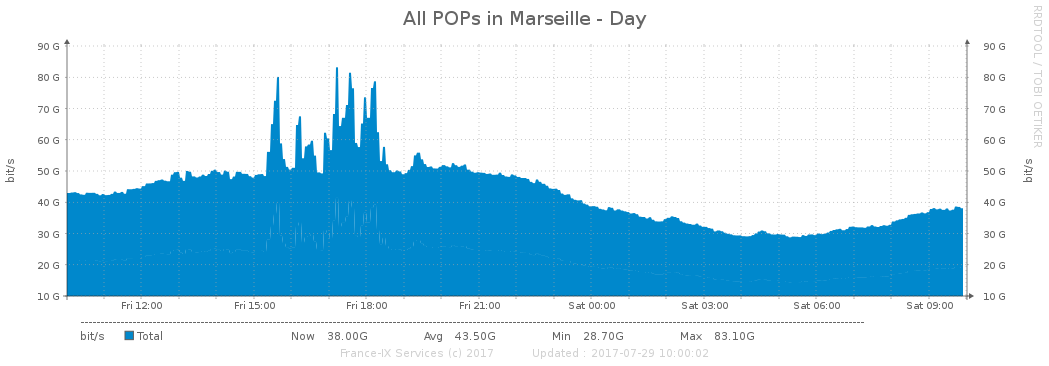 All POPs in Marseille - Day
RRDTOOL / TOBI OETIKER
90 G 90 G
80 G 80 G
70 G 70 G
60 G 60 G
50 G 50 G
40 G 40 G
30 G 30 G
20 G 20 G
10 G 10 G
bit/s
bit/s
Fri 12:00 Fri 15:00 Fri 18:00 Fri 21:00 Sat 00:00 Sat 03:00 Sat 06:00 Sat 09:00
bit/s Total Now 38.00G Avg 43.50G Min 28.70G Max 83.10G
France-IX Services (c) 2017 Updated : 2017-07-29 10:00:02